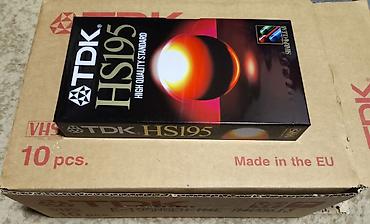 TDK
HS195
HIGH QUALITY STANDARD
TDK HS195
VHS
10 pcs.
Made in the EU
TDK